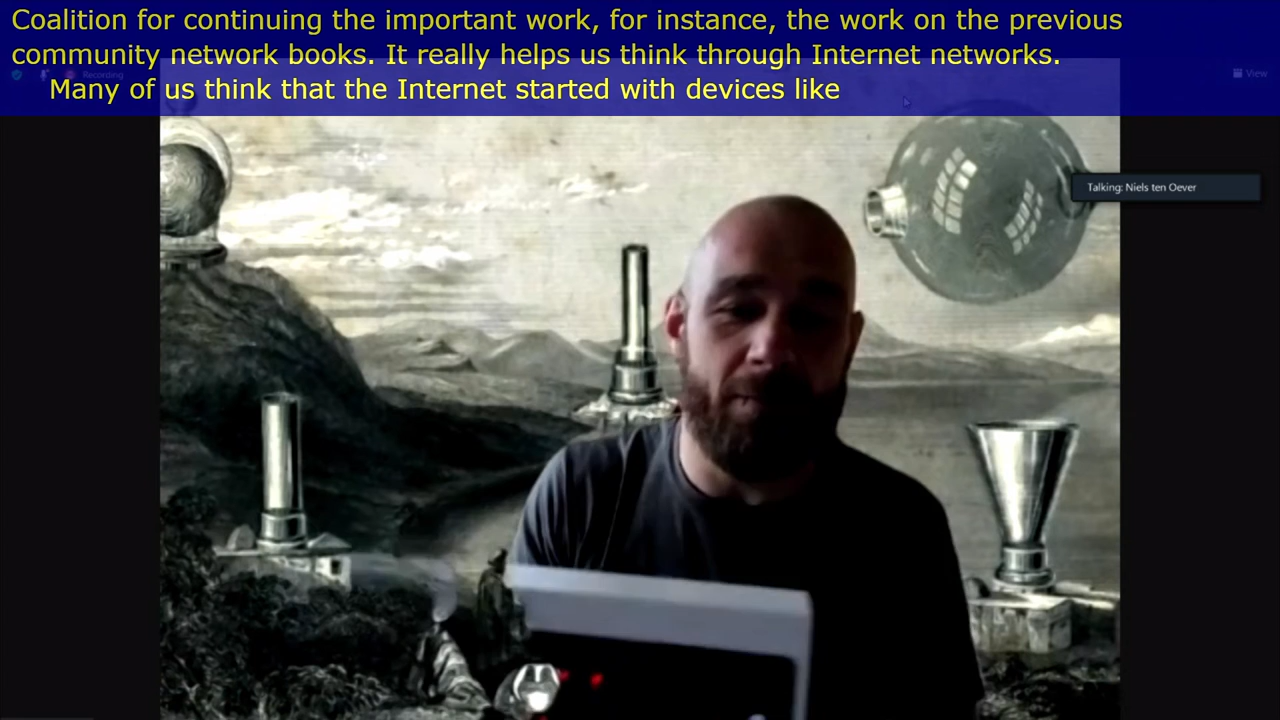 Coalition for continuing the important work, for instance, the work on the previous
community network books. It really helps us think through Internet networks.
Many of us think that the Internet started with devices like
Recording
View
Talking: Niels ten Oever